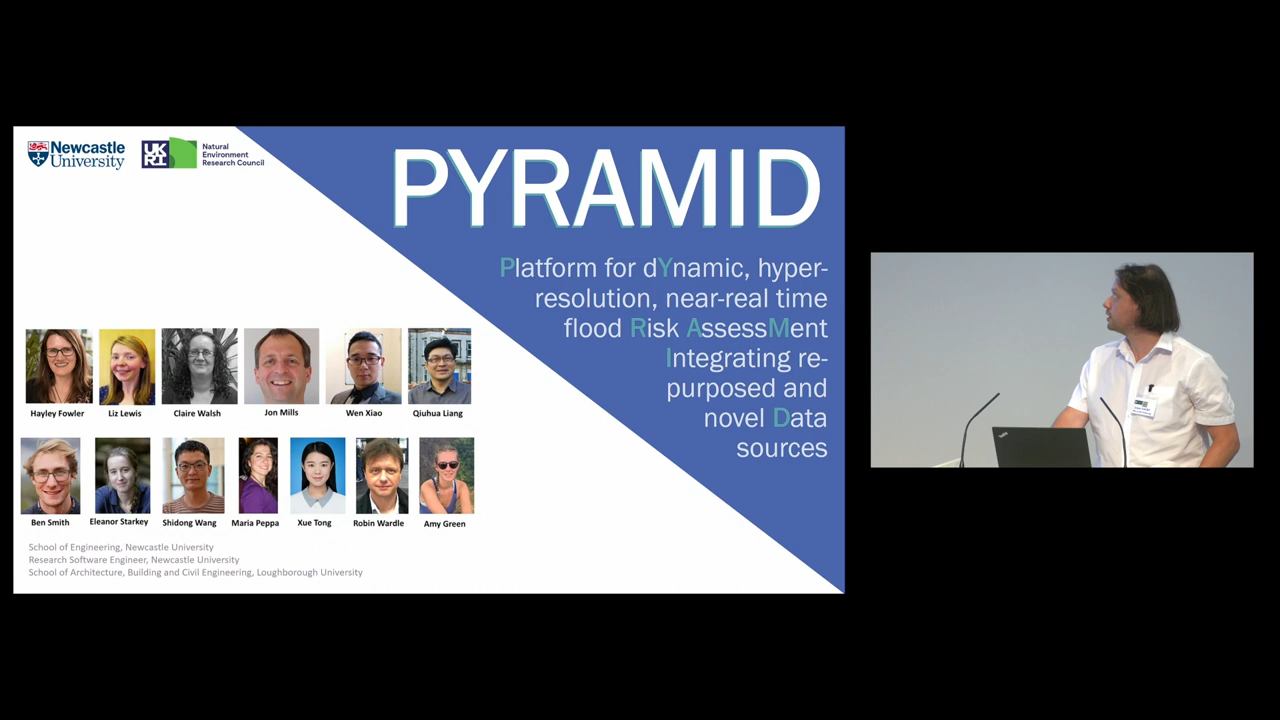 Newcastle
University
UK
RI
Natural
Environment
Research Council
PYRAMID
Platform for dYnamic, hyper-
resolution, near-real time
flood Risk AssessMent
Integrating re-
purposed and
novel Data
sources
Hayley Fowler
Liz Lewis
Claire Walsh
Jon Mills
Wen Xiao
Qiuhua Liang
Ben Smith
Eleanor Starkey
Shidong Wang
Maria Peppa
Xue Tong
Robin Wardle
Amy Green
School of Engineering, Newcastle University
Research Software Engineer, Newcastle University
School of Architecture, Building and Civil Engineering, Loughborough University